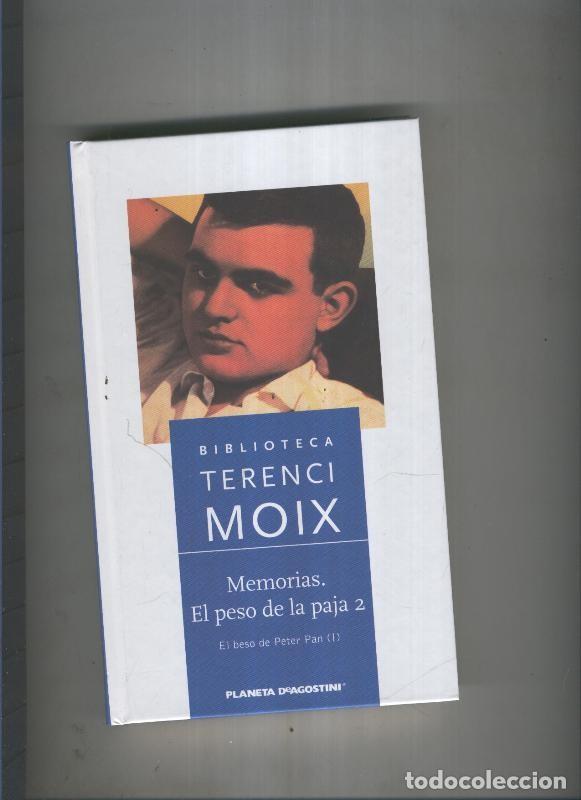 BIBLIOTECA
TERENCI
MOIX
Memorias.
El peso de la paja 2
El beso de Peter Pan (I)
PLANETA DeAGOSTINI®
todocoleccion